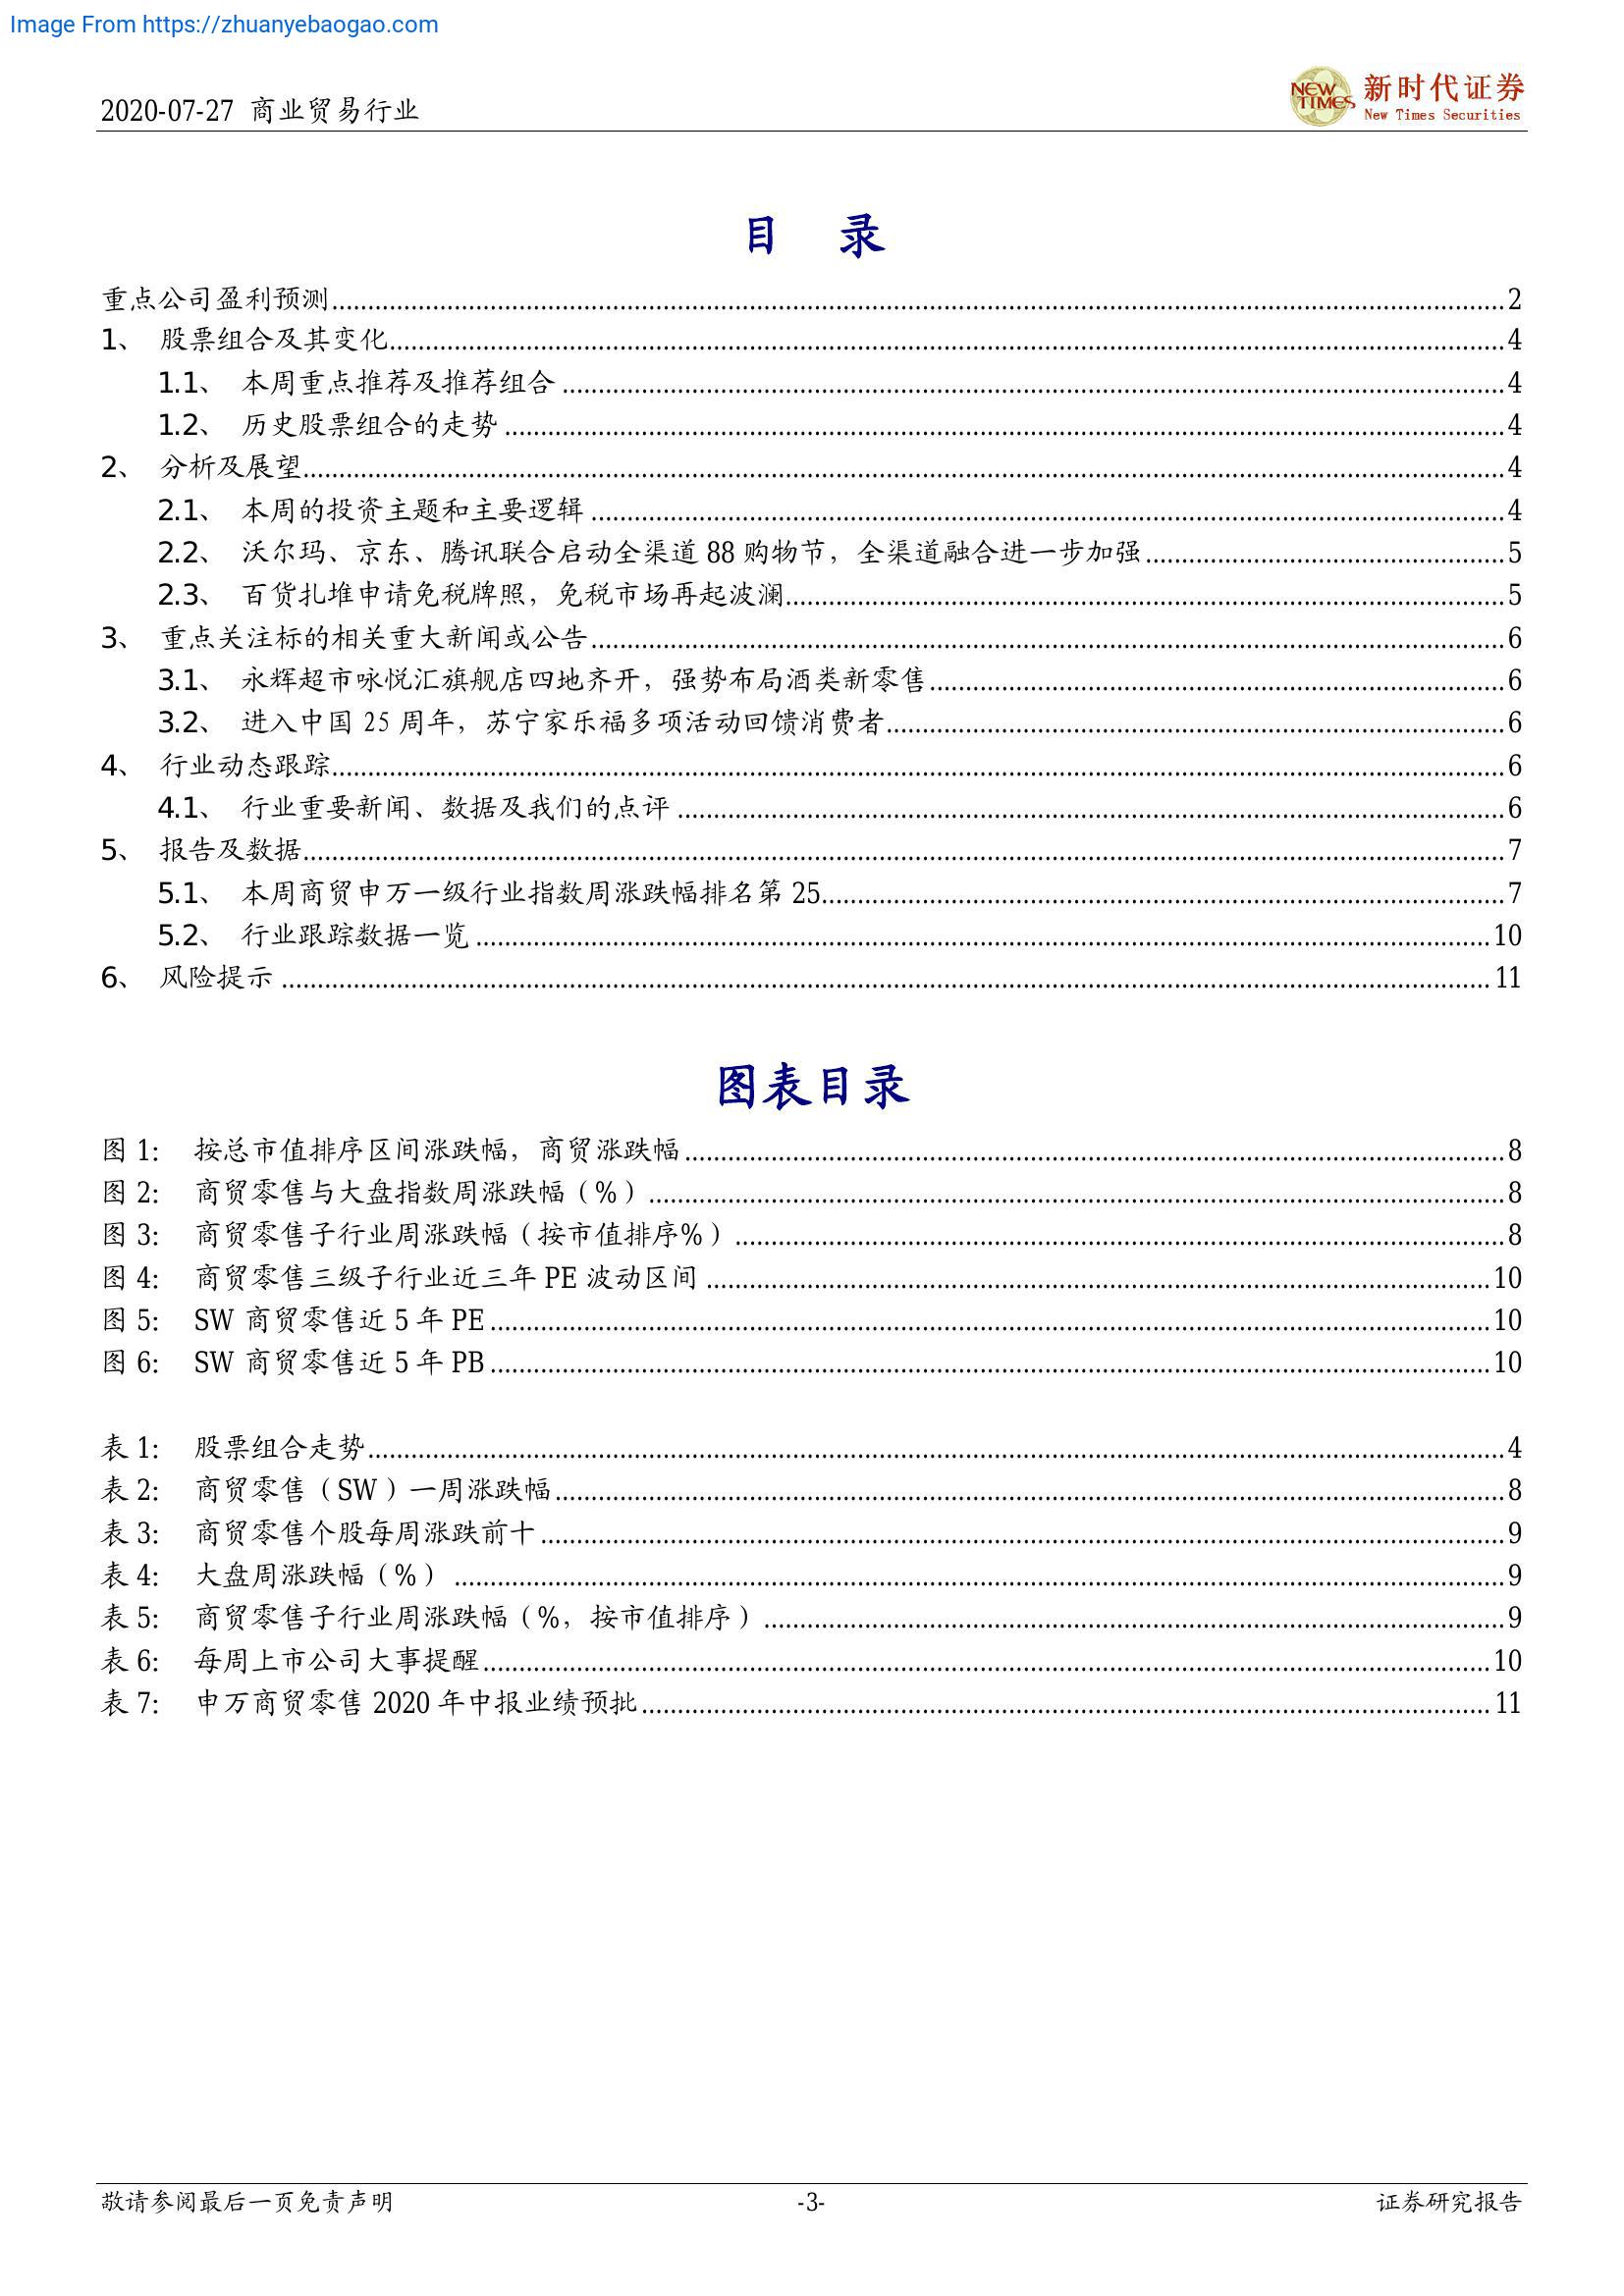 Image From https://zhuanyebaogao.com
2020-07-27 商业贸易行业
NEW TIMES 新时代证券
New Times Securities
目 录
重点公司盈利预测 2
1、 股票组合及其变化 4
1.1、 本周重点推荐及推荐组合 4
1.2、 历史股票组合的走势 4
2、 分析及展望 4
2.1、 本周的投资主题和主要逻辑 4
2.2、 沃尔玛、京东、腾讯联合启动全渠道 88 购物节，全渠道融合进一步加强 5
2.3、 百货扎堆申请免税牌照，免税市场再起波澜 5
3、 重点关注标的相关重大新闻或公告 6
3.1、 永辉超市咏悦汇旗舰店四地齐开，强势布局酒类新零售 6
3.2、 进入中国 25 周年，苏宁家乐福多项活动回馈消费者 6
4、 行业动态跟踪 6
4.1、 行业重要新闻、数据及我们的点评 6
5、 报告及数据 7
5.1、 本周商贸申万一级行业指数周涨跌幅排名第 25 7
5.2、 行业跟踪数据一览 10
6、 风险提示 11
图表目录
图 1: 按总市值排序区间涨跌幅，商贸涨跌幅 8
图 2: 商贸零售与大盘指数周涨跌幅（%） 8
图 3: 商贸零售子行业周涨跌幅（按市值排序%） 8
图 4: 商贸零售三级子行业近三年 PE 波动区间 10
图 5: SW 商贸零售近 5 年 PE 10
图 6: SW 商贸零售近 5 年 PB 10
表 1: 股票组合走势 4
表 2: 商贸零售（SW）一周涨跌幅 8
表 3: 商贸零售个股每周涨跌前十 9
表 4: 大盘周涨跌幅（%） 9
表 5: 商贸零售子行业周涨跌幅（%，按市值排序） 9
表 6: 每周上市公司大事提醒 10
表 7: 申万商贸零售 2020 年中报业绩预批 11
敬请参阅最后一页免责声明 -3- 证券研究报告